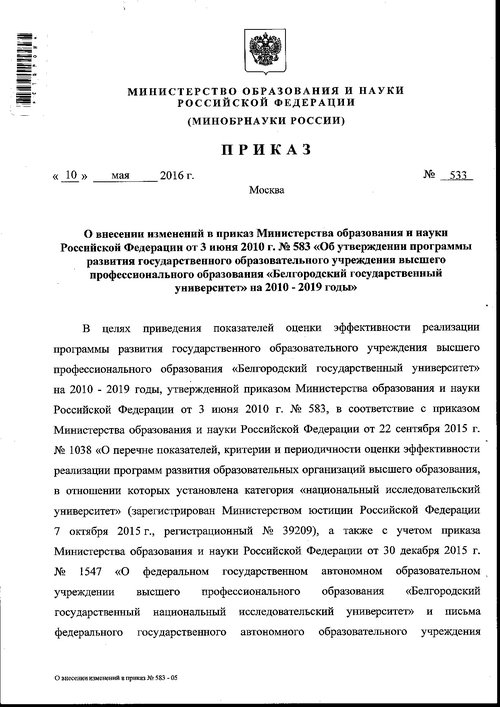 МИНИСТЕРСТВО ОБРАЗОВАНИЯ И НАУКИ
РОССИЙСКОЙ ФЕДЕРАЦИИ
(МИНОБРНАУКИ РОССИИ)
ПРИКАЗ
« 10 » мая 2016 г. № 533
Москва
О внесении изменений в приказ Министерства образования и науки
Российской Федерации от 3 июня 2010 г. № 583 «Об утверждении программы
развития государственного образовательного учреждения высшего
профессионального образования «Белгородский государственный
университет» на 2010 - 2019 годы»
В целях приведения показателей оценки эффективности реализации
программы развития государственного образовательного учреждения высшего
профессионального образования «Белгородский государственный университет»
на 2010 - 2019 годы, утвержденной приказом Министерства образования и науки
Российской Федерации от 3 июня 2010 г. № 583, в соответствие с приказом
Министерства образования и науки Российской Федерации от 22 сентября 2015 г.
№ 1038 «О перечне показателей, критерии и периодичности оценки эффективности
реализации программ развития образовательных организаций высшего образования,
в отношении которых установлена категория «национальный исследовательский
университет» (зарегистрирован Министерством юстиции Российской Федерации
7 октября 2015 г., регистрационный № 39209), а также с учетом приказа
Министерства образования и науки Российской Федерации от 30 декабря 2015 г.
№ 1547 «О федеральном государственном автономном образовательном
учреждении высшего профессионального образования «Белгородский
государственный национальный исследовательский университет» и письма
федерального государственного автономного образовательного учреждения
О внесении изменений в приказ № 583 - 05